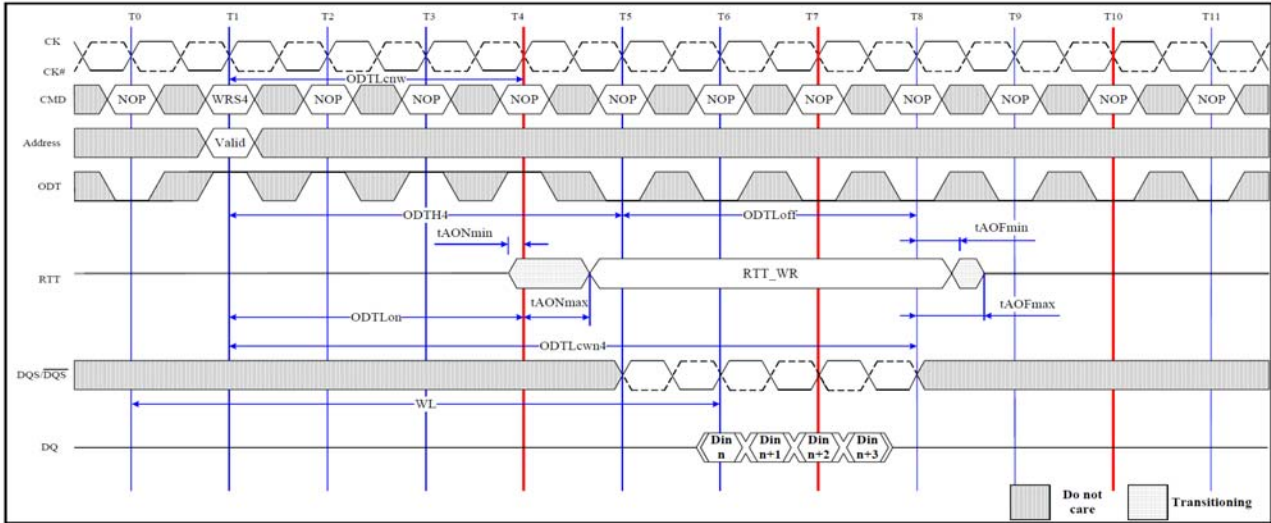 T0 T1 T2 T3 T4 T5 T6 T7 T8 T9 T10 T11
CK
CK#
ODTLcnw
CMD NOP WRS4 NOP NOP NOP NOP NOP NOP NOP NOP NOP NOP
Address Valid
ODT
ODTH4 ODTLoff
tAONmin tAOFmin
RTT RTT_WR
tAONmax tAOFmax
ODTLon
ODTLcwn4
DQS/DQS
WL
DQ Din n Din n+1 Din n+2 Din n+3
Do not care Transitioning